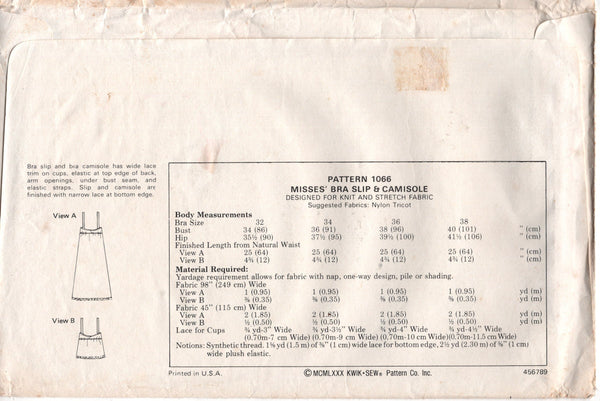 Bra slip and bra camisole has wide lace
trim on cups, elastic at top edge of back,
arm openings, under bust seam, and
elastic straps. Slip and camisole are
finished with narrow lace at bottom edge.
View A
View B
PATTERN 1066
MISSES' BRA SLIP & CAMISOLE
DESIGNED FOR KNIT AND STRETCH FABRIC
Suggested Fabrics: Nylon Tricot
Body Measurements
Bra Size 32 34 36 38
Bust 34 (86) 36 (91) 38 (96) 40 (101) " (cm)
Hip 35½ (90) 37½ (95) 39½ (100) 41½ (106) " (cm)
Finished Length from Natural Waist
View A 25 (64) 25 (64) 25 (64) 25 (64) " (cm)
View B 4¾ (12) 4¾ (12) 4¾ (12) 4¾ (12) " (cm)
Material Required:
Yardage requirement allows for fabric with nap, one-way design, pile or shading.
Fabric 98" (249 cm) Wide
View A 1 (0.95) 1 (0.95) 1 (0.95) 1 (0.95) yd (m)
View B ⅜ (0.35) ⅜ (0.35) ⅜ (0.35) ⅜ (0.35) yd (m)
Fabric 45" (115 cm) Wide
View A 2 (1.85) 2 (1.85) 2 (1.85) 2 (1.85) yd (m)
View B ½ (0.50) ½ (0.50) ½ (0.50) ½ (0.50) yd (m)
Lace for Cups ¾ yd-3" Wide ¾ yd-3½" Wide ¾ yd-4" Wide ¾ yd-4½" Wide
(0.70m-7 cm Wide) (0.70m-9 cm Wide) (0.70m-10 cm Wide) (0.70m-11.5 cm Wide)
Notions: Synthetic thread. 1⅝ yd (1.5 m) of ⅜" (1 cm) wide lace for bottom edge, 2½ yd (2.30 m) of ⅜" (1 cm)
wide plush elastic.
Printed in U.S.A. ©MCMLXXX KWIK•SEW® Pattern Co. Inc. 456789